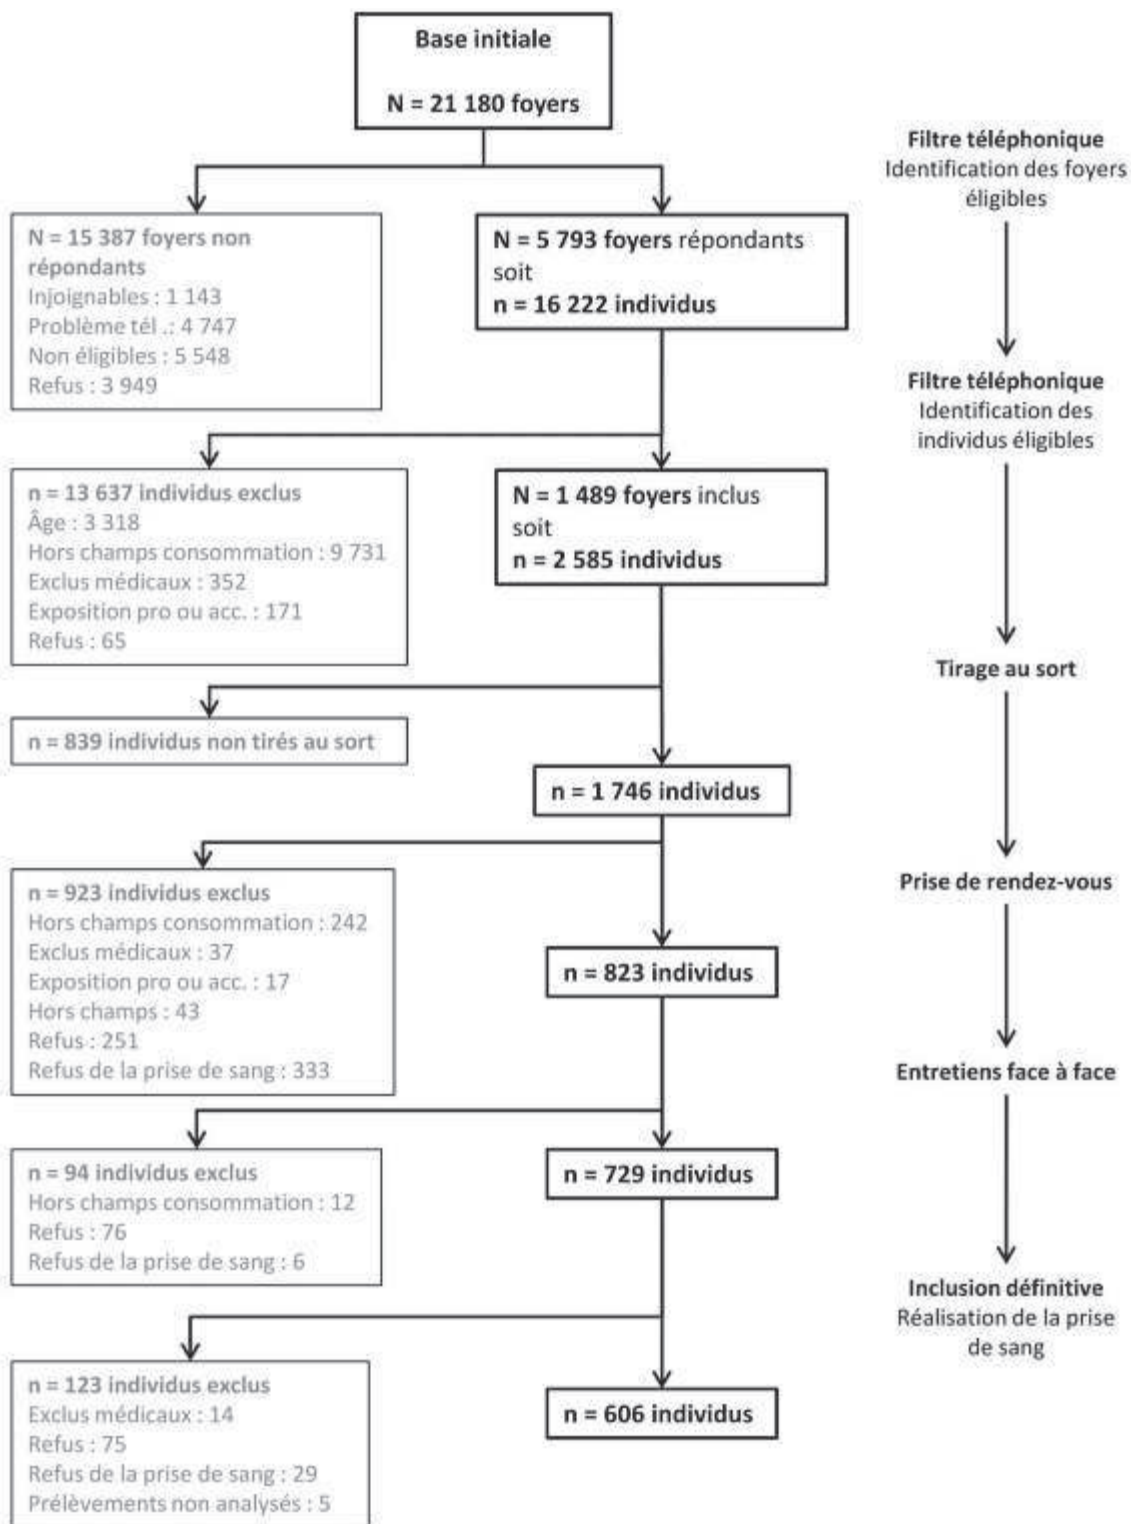 Base initiale
N = 21 180 foyers
Filtre téléphonique
Identification des foyers
éligibles
N = 15 387 foyers non
répondants
Injoignables : 1 143
Problème tél .: 4 747
Non éligibles : 5 548
Refus : 3 949
N = 5 793 foyers répondants
soit
n = 16 222 individus
Filtre téléphonique
Identification des
individus éligibles
n = 13 637 individus exclus
Âge : 3 318
Hors champs consommation : 9 731
Exclus médicaux : 352
Exposition pro ou acc. : 171
Refus : 65
N = 1 489 foyers inclus
soit
n = 2 585 individus
Tirage au sort
n = 839 individus non tirés au sort
n = 1 746 individus
Prise de rendez-vous
n = 923 individus exclus
Hors champs consommation : 242
Exclus médicaux : 37
Exposition pro ou acc. : 17
Hors champs : 43
Refus : 251
Refus de la prise de sang : 333
n = 823 individus
Entretiens face à face
n = 94 individus exclus
Hors champs consommation : 12
Refus : 76
Refus de la prise de sang : 6
n = 729 individus
Inclusion définitive
Réalisation de la prise
de sang
n = 123 individus exclus
Exclus médicaux : 14
Refus : 75
Refus de la prise de sang : 29
Prélèvements non analysés : 5
n = 606 individus